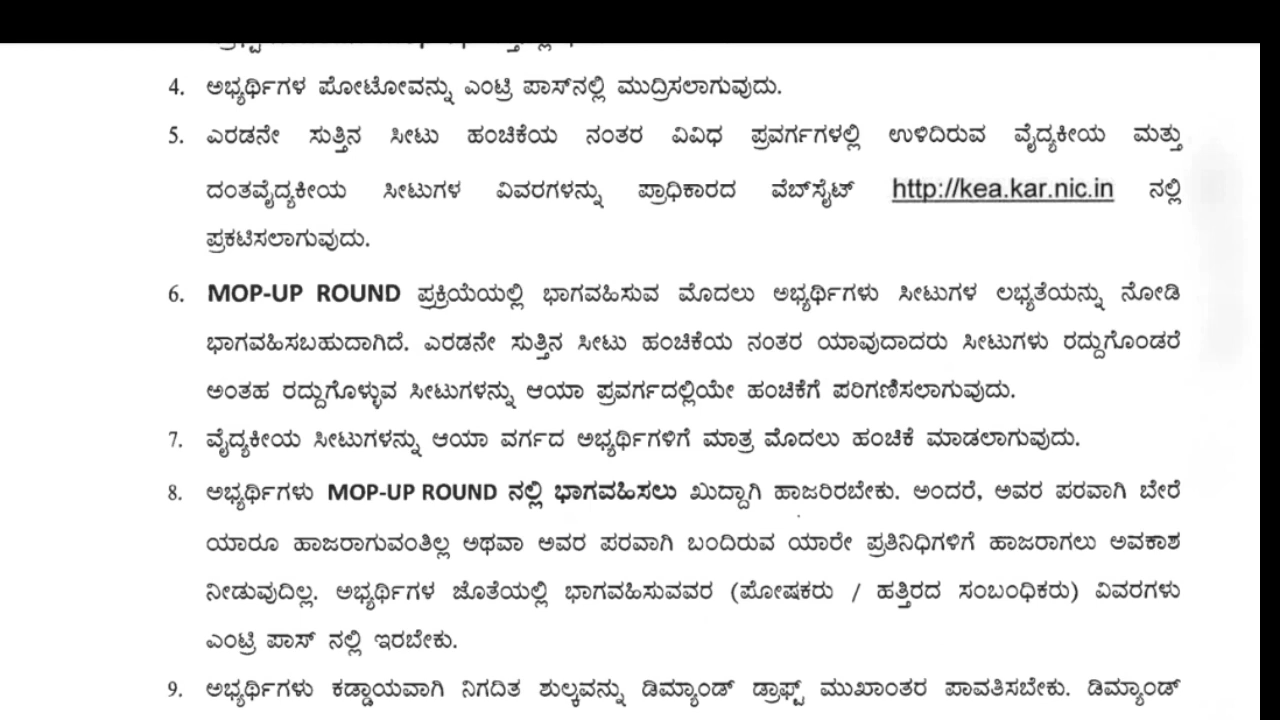 4. ಅಭ್ಯರ್ಥಿಗಳ ಪೋಟೋವನ್ನು ಎಂಟ್ರಿ ಪಾಸ್‌ನಲ್ಲಿ ಮುದ್ರಿಸಲಾಗುವುದು.
5. ಎರಡನೇ ಸುತ್ತಿನ ಸೀಟು ಹಂಚಿಕೆಯ ನಂತರ ವಿವಿಧ ಪ್ರವರ್ಗಗಳಲ್ಲಿ ಉಳಿದಿರುವ ವೈದ್ಯಕೀಯ ಮತ್ತು
ದಂತವೈದ್ಯಕೀಯ ಸೀಟುಗಳ ವಿವರಗಳನ್ನು ಪ್ರಾಧಿಕಾರದ ವೆಬ್‌ಸೈಟ್ http://kea.kar.nic.in ನಲ್ಲಿ
ಪ್ರಕಟಿಸಲಾಗುವುದು.
6. MOP-UP ROUND ಪ್ರಕ್ರಿಯೆಯಲ್ಲಿ ಭಾಗವಹಿಸುವ ಮೊದಲು ಅಭ್ಯರ್ಥಿಗಳು ಸೀಟುಗಳ ಲಭ್ಯತೆಯನ್ನು ನೋಡಿ
ಭಾಗವಹಿಸಬಹುದಾಗಿದೆ. ಎರಡನೇ ಸುತ್ತಿನ ಸೀಟು ಹಂಚಿಕೆಯ ನಂತರ ಯಾವುದಾದರು ಸೀಟುಗಳು ರದ್ದುಗೊಂಡರೆ
ಅಂತಹ ರದ್ದುಗೊಳ್ಳುವ ಸೀಟುಗಳನ್ನು ಆಯಾ ಪ್ರವರ್ಗದಲ್ಲಿಯೇ ಹಂಚಿಕೆಗೆ ಪರಿಗಣಿಸಲಾಗುವುದು.
7. ವೈದ್ಯಕೀಯ ಸೀಟುಗಳನ್ನು ಆಯಾ ವರ್ಗದ ಅಭ್ಯರ್ಥಿಗಳಿಗೆ ಮಾತ್ರ ಮೊದಲು ಹಂಚಿಕೆ ಮಾಡಲಾಗುವುದು.
8. ಅಭ್ಯರ್ಥಿಗಳು MOP-UP ROUND ನಲ್ಲಿ ಭಾಗವಹಿಸಲು ಖುದ್ದಾಗಿ ಹಾಜರಿರಬೇಕು. ಅಂದರೆ, ಅವರ ಪರವಾಗಿ ಬೇರೆ
ಯಾರೂ ಹಾಜರಾಗುವಂತಿಲ್ಲ ಅಥವಾ ಅವರ ಪರವಾಗಿ ಬಂದಿರುವ ಯಾರೇ ಪ್ರತಿನಿಧಿಗಳಿಗೆ ಹಾಜರಾಗಲು ಅವಕಾಶ
ನೀಡುವುದಿಲ್ಲ. ಅಭ್ಯರ್ಥಿಗಳ ಜೊತೆಯಲ್ಲಿ ಭಾಗವಹಿಸುವವರ (ಪೋಷಕರು / ಹತ್ತಿರದ ಸಂಬಂಧಿಕರು) ವಿವರಗಳು
ಎಂಟ್ರಿ ಪಾಸ್ ನಲ್ಲಿ ಇರಬೇಕು.
9. ಅಭ್ಯರ್ಥಿಗಳು ಕಡ್ಡಾಯವಾಗಿ ನಿಗದಿತ ಶುಲ್ಕವನ್ನು ಡಿಮ್ಯಾಂಡ್ ಡ್ರಾಫ್ಟ್ ಮುಖಾಂತರ ಪಾವತಿಸಬೇಕು. ಡಿಮ್ಯಾಂಡ್